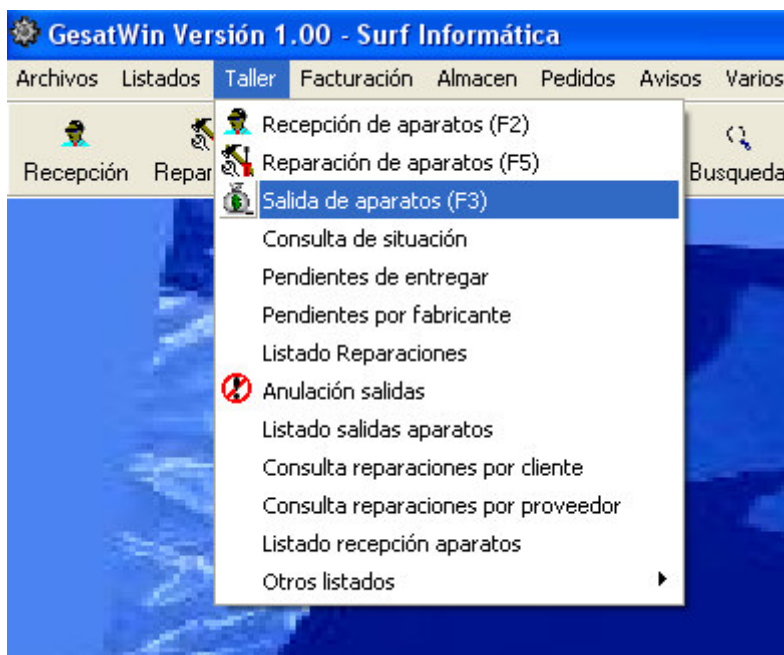 GesatWin Versión 1.00 - Surf Informática
Archivos Listados Taller Facturación Almacen Pedidos Avisos Varios
Recepción Repar Busqueda
Recepción de aparatos (F2)
Reparación de aparatos (F5)
Salida de aparatos (F3)
Consulta de situación
Pendientes de entregar
Pendientes por fabricante
Listado Reparaciones
Anulación salidas
Listado salidas aparatos
Consulta reparaciones por cliente
Consulta reparaciones por proveedor
Listado recepción aparatos
Otros listados